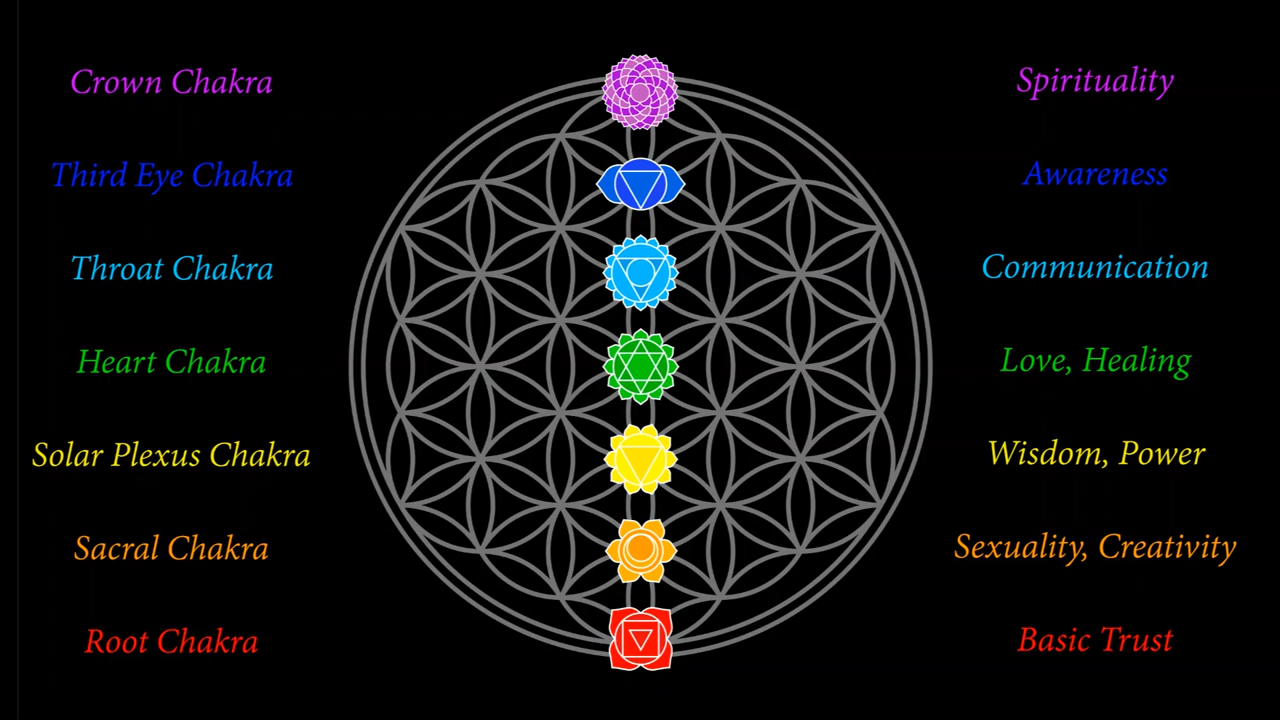 Crown Chakra
Spirituality
Third Eye Chakra
Awareness
Throat Chakra
Communication
Heart Chakra
Love, Healing
Solar Plexus Chakra
Wisdom, Power
Sacral Chakra
Sexuality, Creativity
Root Chakra
Basic Trust